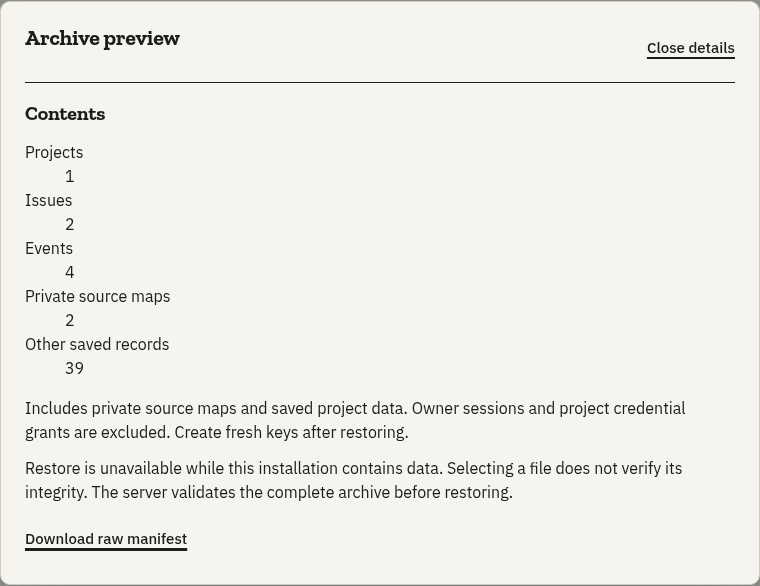 Archive preview
Close details
Contents
Projects
1
Issues
2
Events
4
Private source maps
2
Other saved records
39
Includes private source maps and saved project data. Owner sessions and project credential
grants are excluded. Create fresh keys after restoring.
Restore is unavailable while this installation contains data. Selecting a file does not verify its
integrity. The server validates the complete archive before restoring.
Download raw manifest